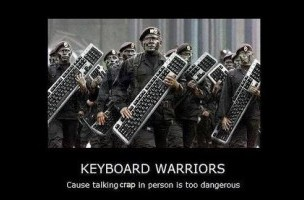 KEYBOARD WARRIORS
Cause talking crap in person is too dangerous